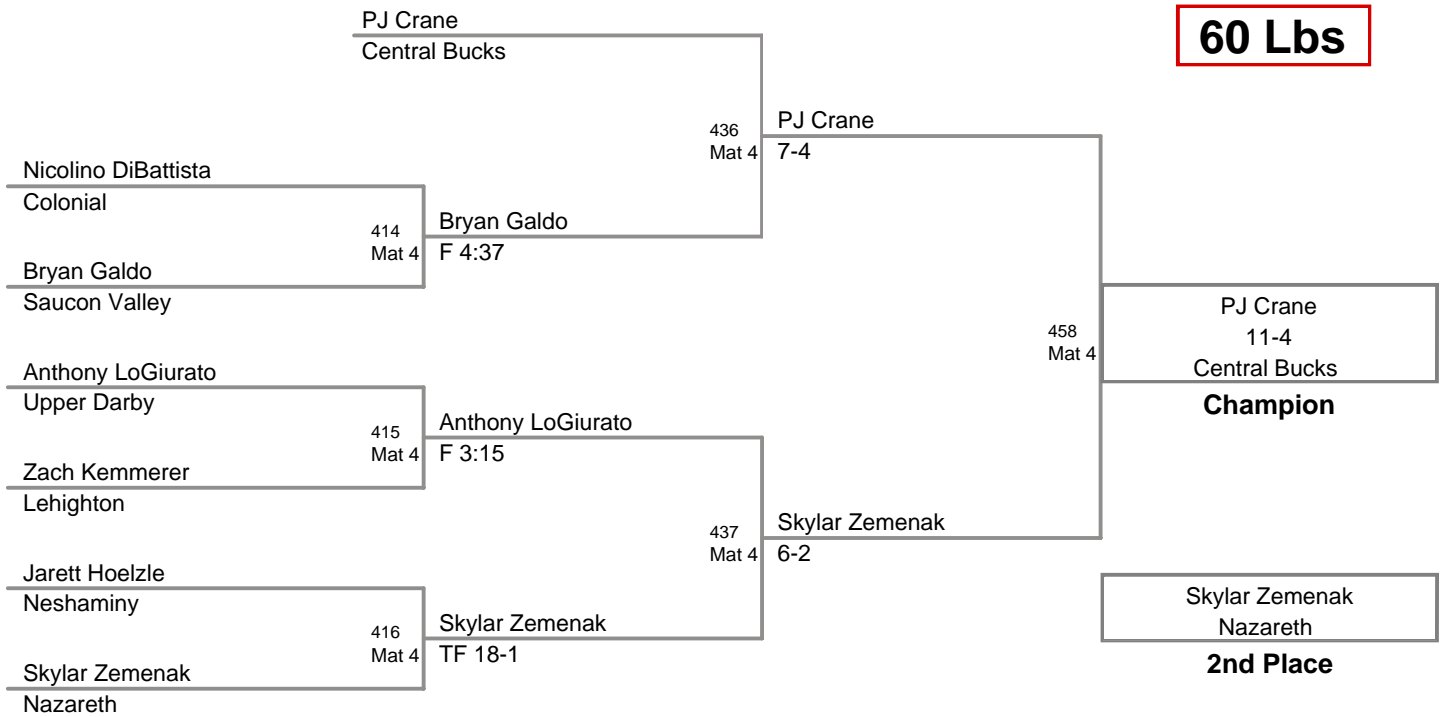 PJ Crane
Central Bucks
60 Lbs
436
Mat 4
PJ Crane
7-4
Nicolino DiBattista
Colonial
414
Mat 4
Bryan Galdo
F 4:37
Bryan Galdo
Saucon Valley
458
Mat 4
PJ Crane
11-4
Central Bucks
Champion
Anthony LoGiurato
Upper Darby
415
Mat 4
Anthony LoGiurato
F 3:15
Zach Kemmerer
Lehighton
437
Mat 4
Skylar Zemenak
6-2
Jarett Hoelzle
Neshaminy
416
Mat 4
Skylar Zemenak
TF 18-1
Skylar Zemenak
Nazareth
Skylar Zemenak
Nazareth
2nd Place